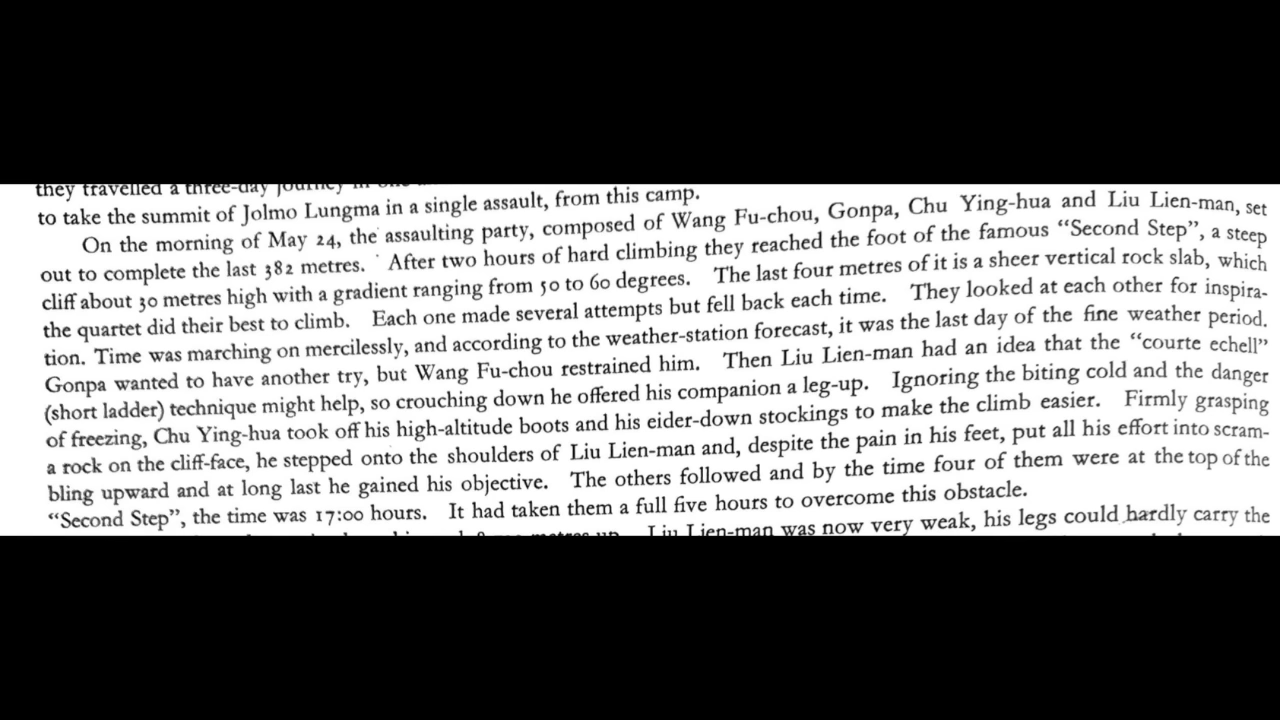 they travelled a three-day journey in one
to take the summit of Jolmo Lungma in a single assault, from this camp.
On the morning of May 24, the assaulting party, composed of Wang Fu-chou, Gonpa, Chu Ying-hua and Liu Lien-man, set
out to complete the last 382 metres. After two hours of hard climbing they reached the foot of the famous “Second Step”, a steep
cliff about 30 metres high with a gradient ranging from 50 to 60 degrees. The last four metres of it is a sheer vertical rock slab, which
the quartet did their best to climb. Each one made several attempts but fell back each time. They looked at each other for inspira-
tion. Time was marching on mercilessly, and according to the weather-station forecast, it was the last day of the fine weather period.
Gonpa wanted to have another try, but Wang Fu-chou restrained him. Then Liu Lien-man had an idea that the “courte echell”
(short ladder) technique might help, so crouching down he offered his companion a leg-up. Ignoring the biting cold and the danger
of freezing, Chu Ying-hua took off his high-altitude boots and his eider-down stockings to make the climb easier. Firmly grasping
a rock on the cliff-face, he stepped onto the shoulders of Liu Lien-man and, despite the pain in his feet, put all his effort into scram-
bling upward and at long last he gained his objective. The others followed and by the time four of them were at the top of the
“Second Step”, the time was 17:00 hours. It had taken them a full five hours to overcome this obstacle.
metres up. Liu Lien-man was now very weak, his legs could hardly carry the